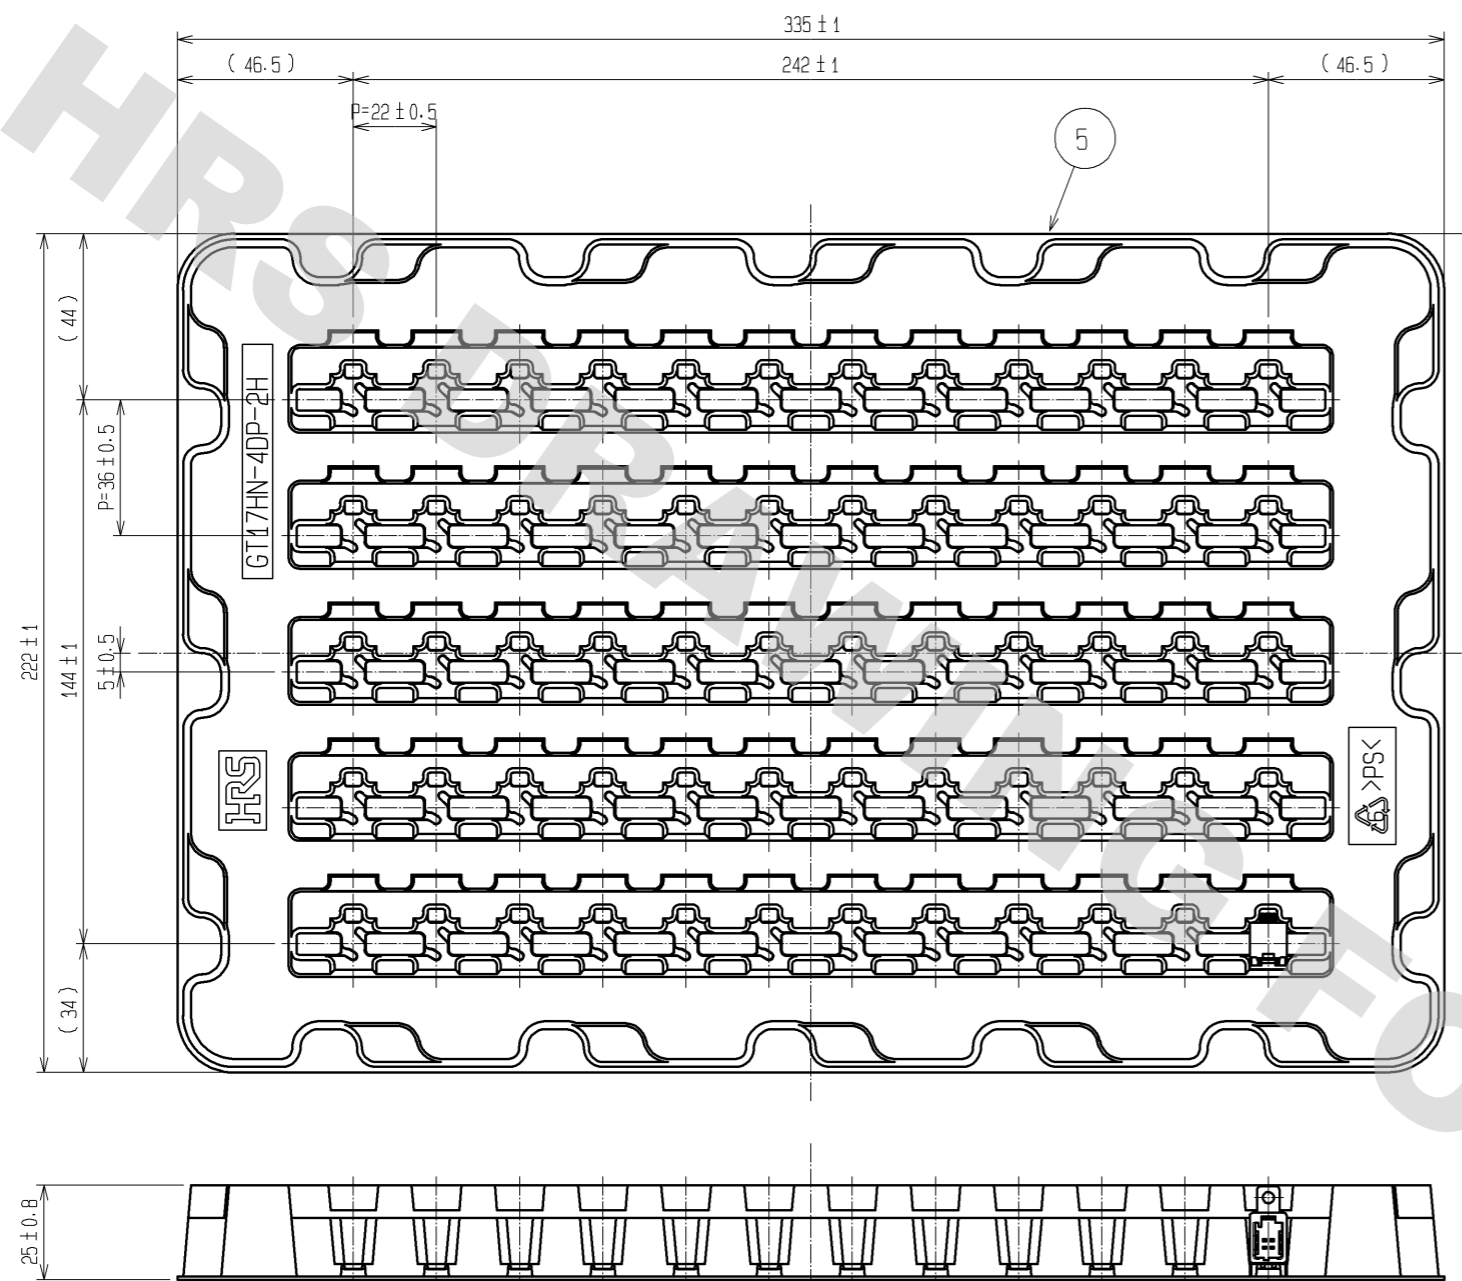 335±1
(46.5)
242±1
(46.5)
P=22±0.5
5
(44)
GT17HN-4DP-2H
P=36±0.5
222±1
144±1
5±0.5
HRS
>PS<
6
(34)
25±0.8
HRS DRAWING FO